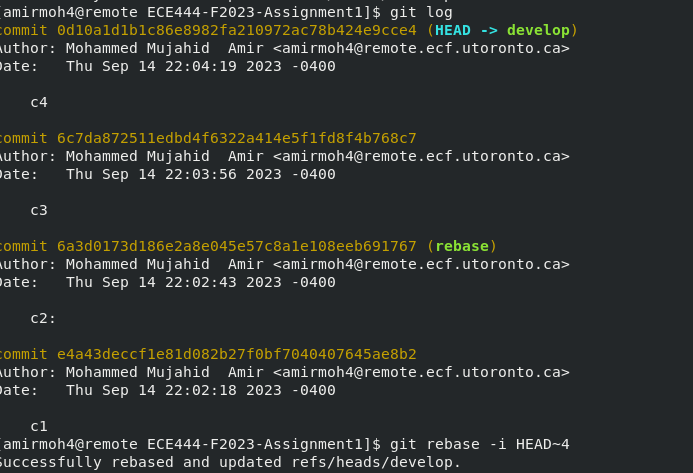 [amirmoh4@remote ECE444-F2023-Assignment1]$ git log
commit 0d10a1d1b1c86e8982fa210972ac78b424e9cce4 (HEAD -> develop)
Author: Mohammed Mujahid  Amir <amirmoh4@remote.ecf.utoronto.ca>
Date:   Thu Sep 14 22:04:19 2023 -0400
c4
commit 6c7da872511edbd4f6322a414e5f1fd8f4b768c7
Author: Mohammed Mujahid  Amir <amirmoh4@remote.ecf.utoronto.ca>
Date:   Thu Sep 14 22:03:56 2023 -0400
c3
commit 6a3d0173d186e2a8e045e57c8a1e108eeb691767 (rebase)
Author: Mohammed Mujahid  Amir <amirmoh4@remote.ecf.utoronto.ca>
Date:   Thu Sep 14 22:02:43 2023 -0400
c2:
commit e4a43deccf1e81d082b27f0bf7040407645ae8b2
Author: Mohammed Mujahid  Amir <amirmoh4@remote.ecf.utoronto.ca>
Date:   Thu Sep 14 22:02:18 2023 -0400
c1
[amirmoh4@remote ECE444-F2023-Assignment1]$ git rebase -i HEAD~4
Successfully rebased and updated refs/heads/develop.